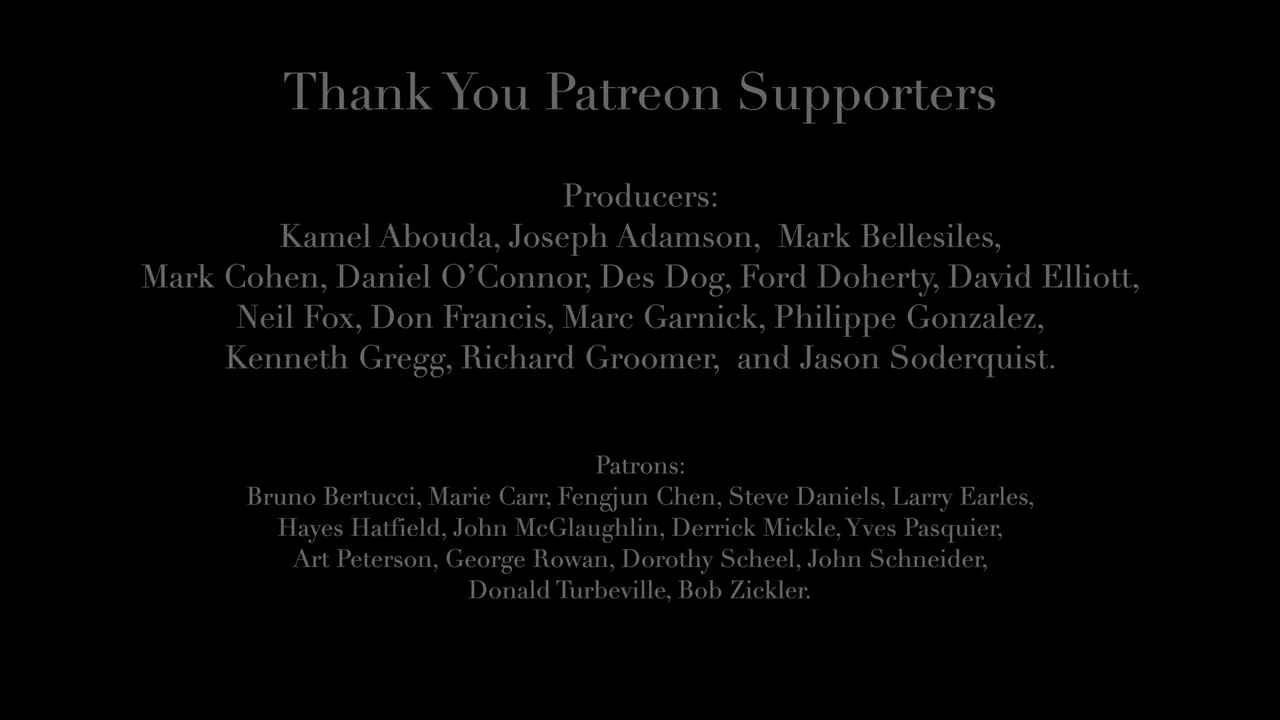 Thank You Patreon Supporters
Producers:
Kamel Abouda, Joseph Adamson,  Mark Bellesiles,
Mark Cohen, Daniel O’Connor, Des Dog, Ford Doherty, David Elliott,
Neil Fox, Don Francis, Marc Garnick, Philippe Gonzalez,
Kenneth Gregg, Richard Groomer,  and Jason Soderquist.
Patrons:
Bruno Bertucci, Marie Carr, Fengjun Chen, Steve Daniels, Larry Earles,
Hayes Hatfield, John McGlaughlin, Derrick Mickle, Yves Pasquier,
Art Peterson, George Rowan, Dorothy Scheel, John Schneider,
Donald Turbeville, Bob Zickler.